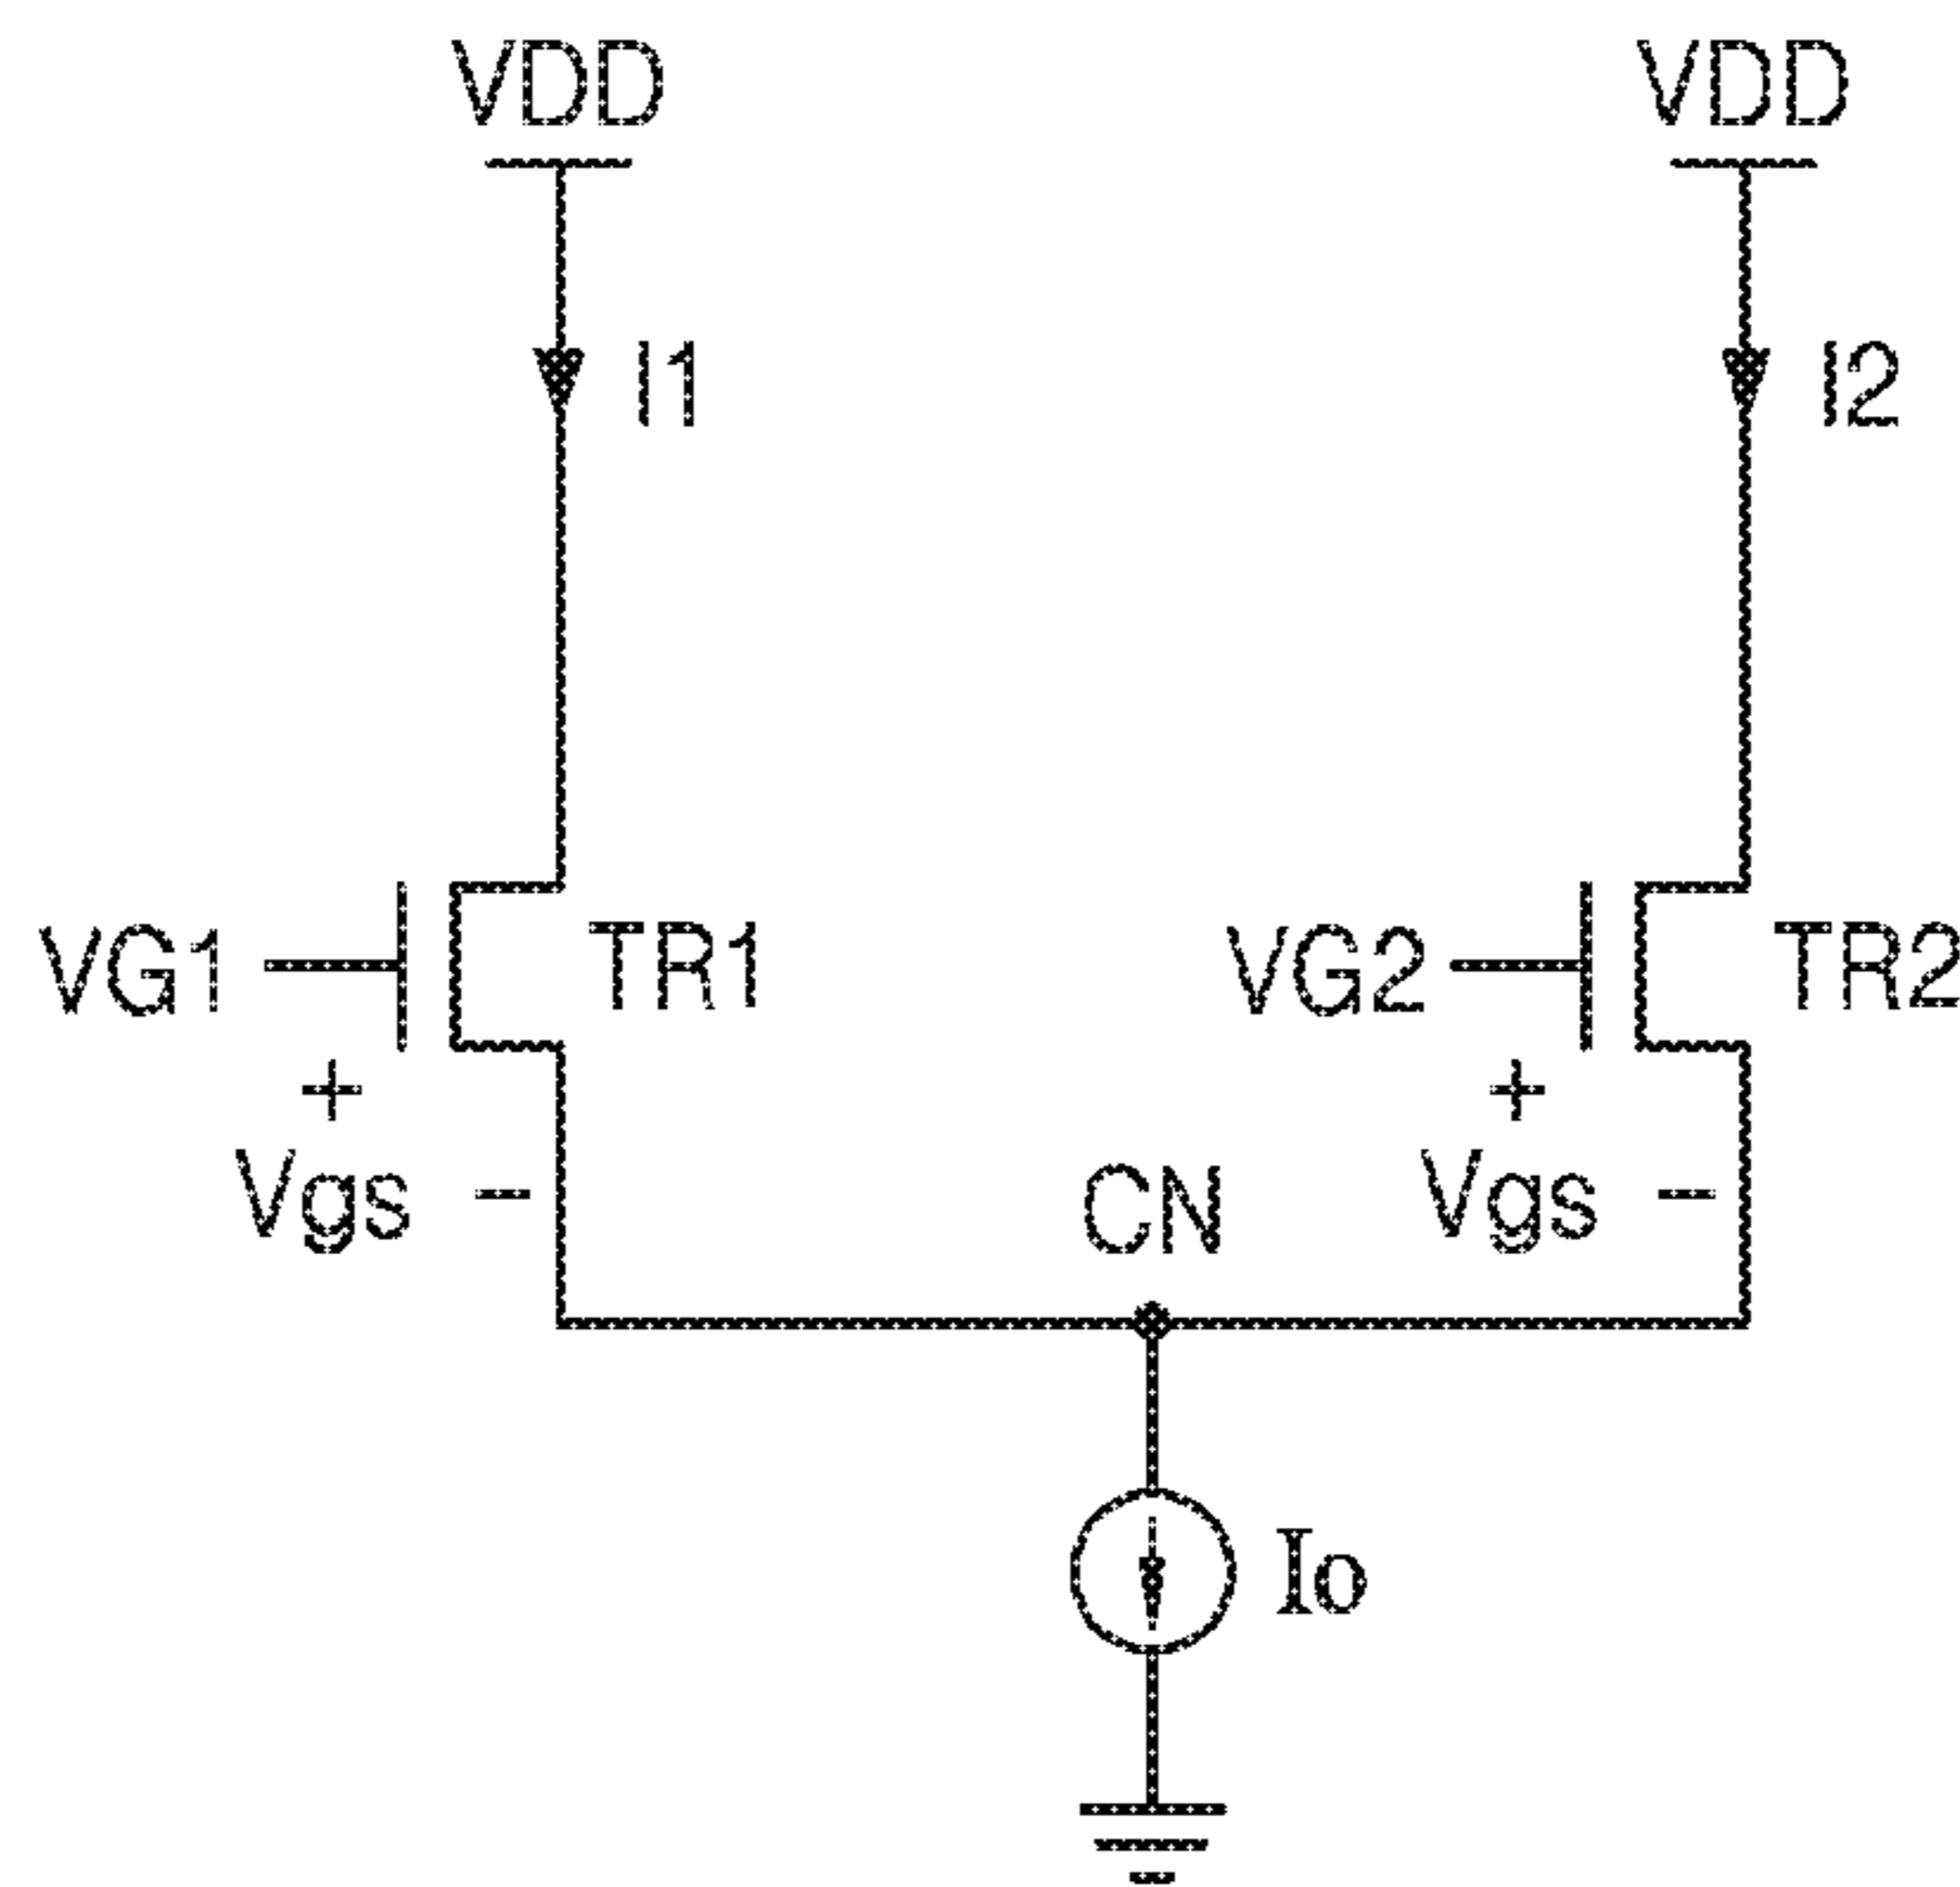 VDD VDD
I1 I2
VG1 TR1 VG2 TR2
+ +
Vgs - CN Vgs -
Io